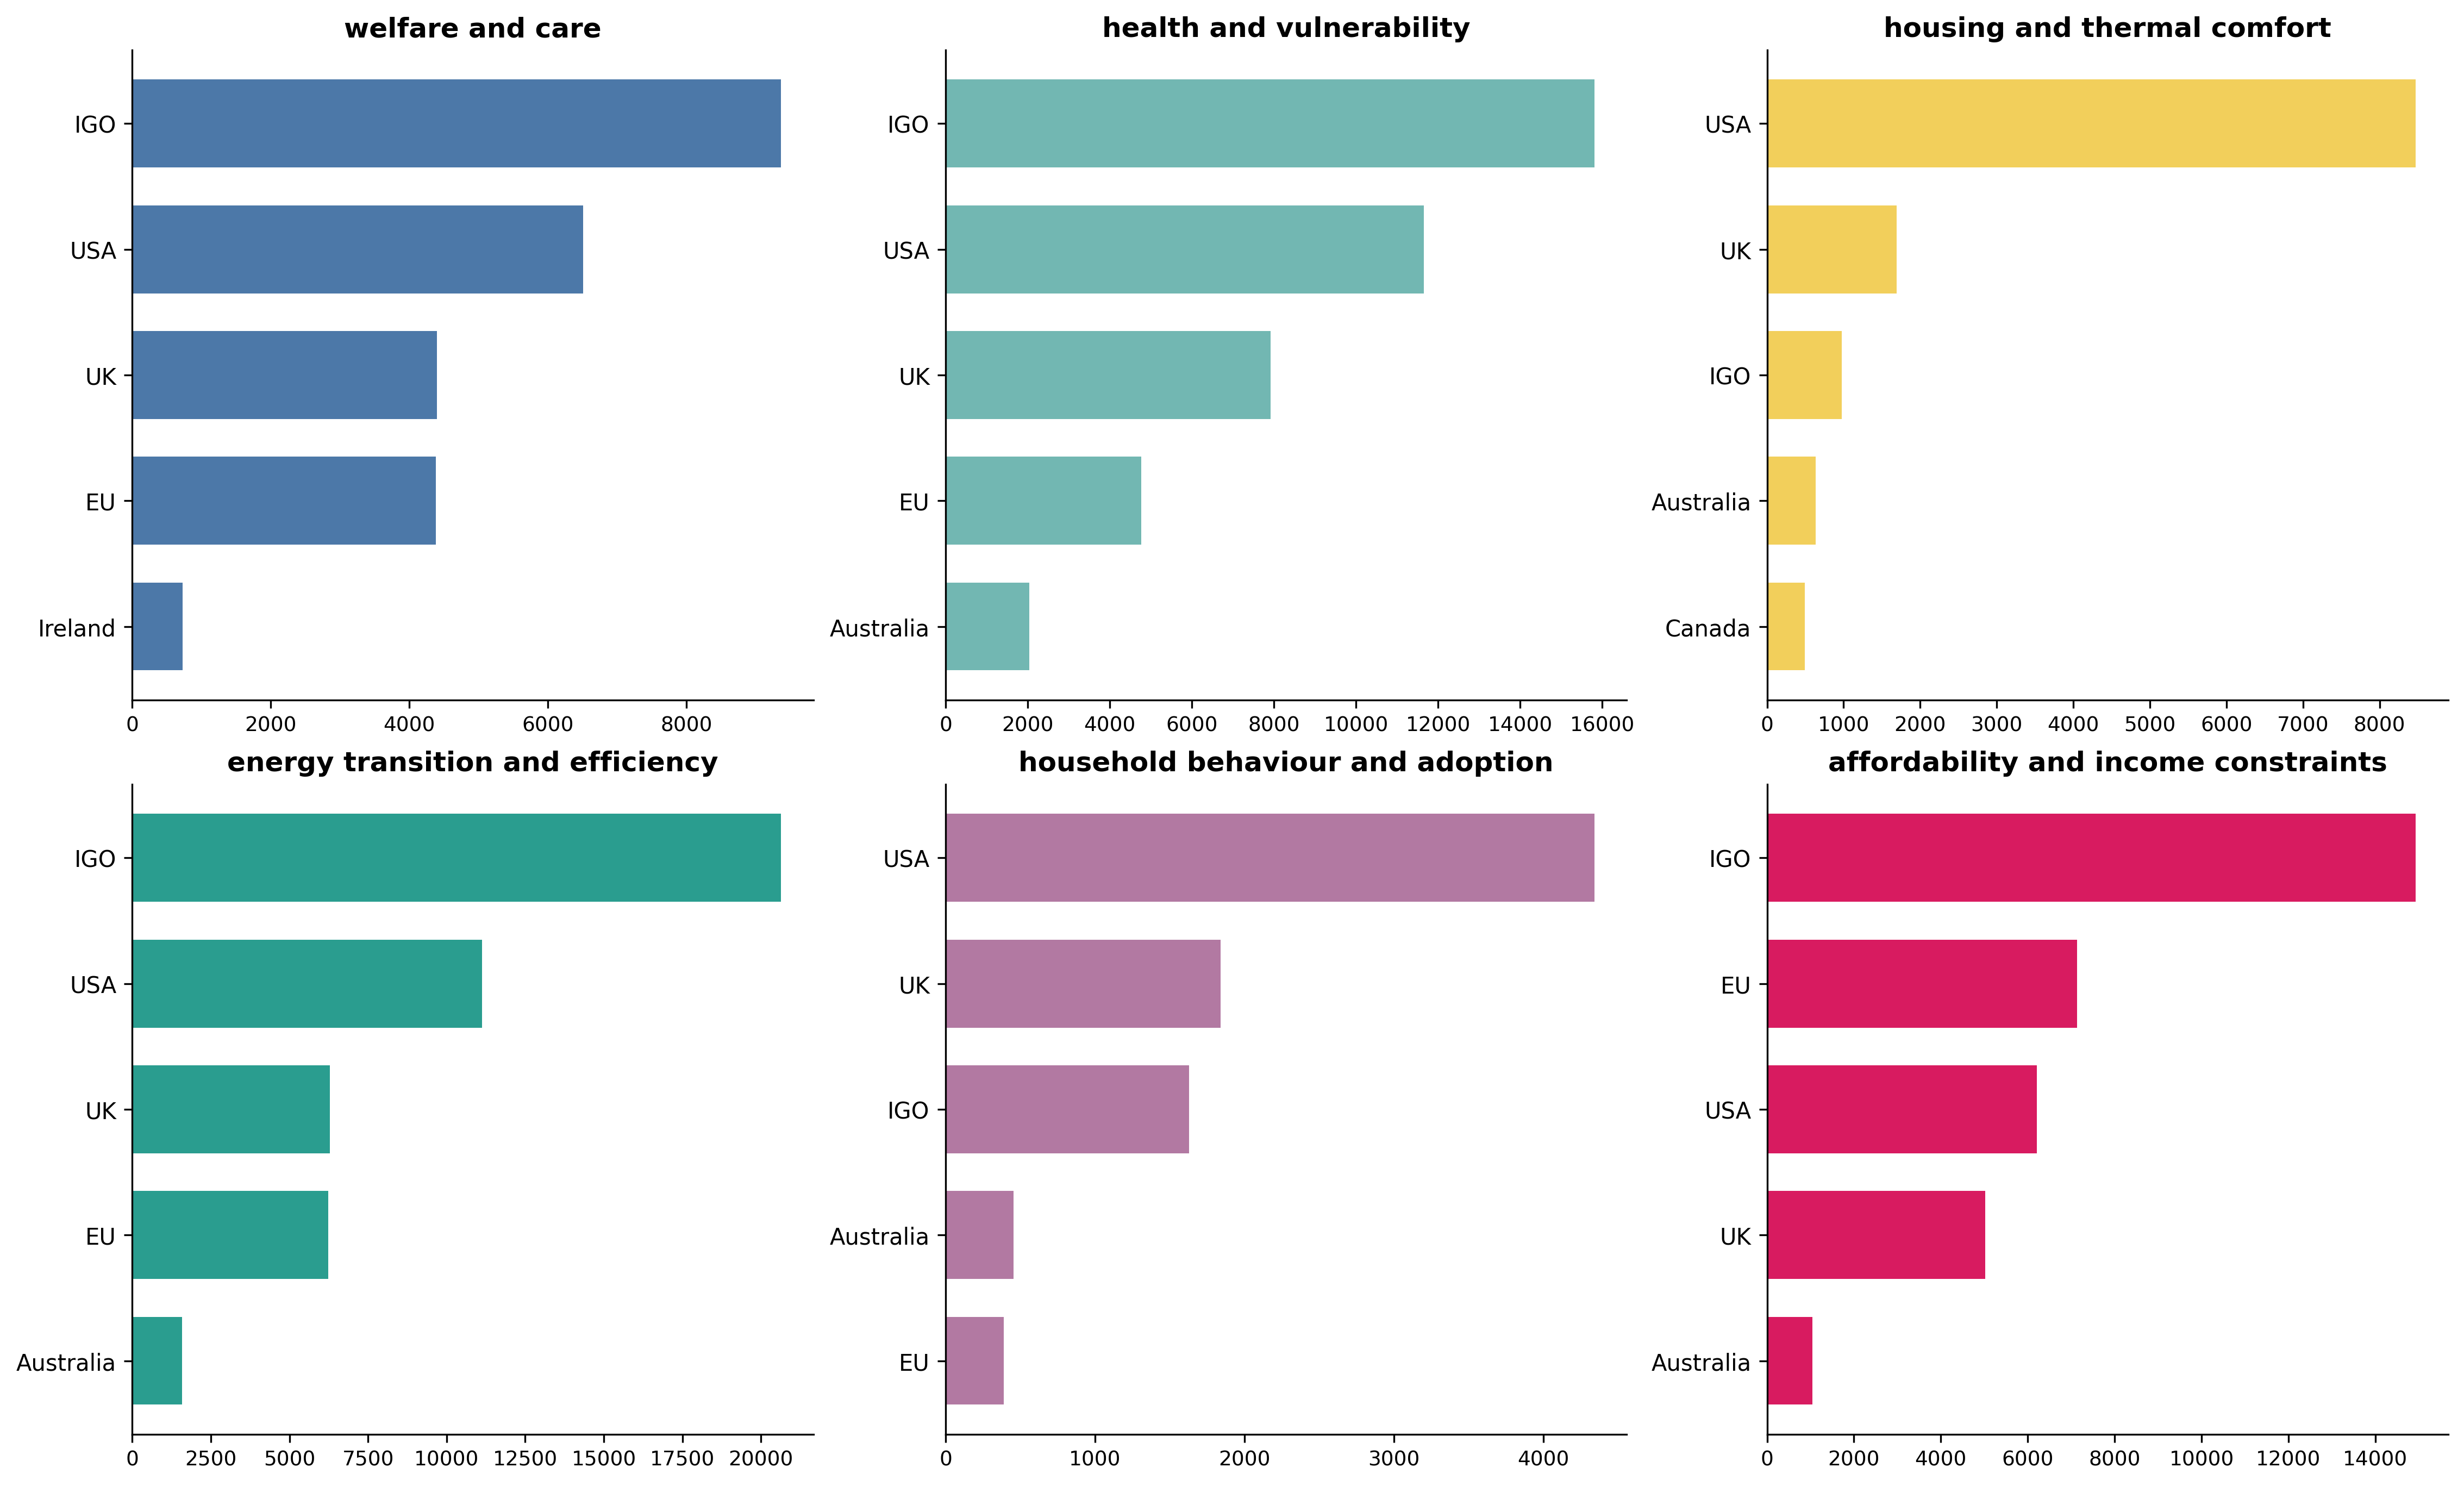 welfare and care
IGO
USA
UK
EU
Ireland
0 2000 4000 6000 8000
health and vulnerability
IGO
USA
UK
EU
Australia
0 2000 4000 6000 8000 10000 12000 14000 16000
housing and thermal comfort
USA
UK
IGO
Australia
Canada
0 1000 2000 3000 4000 5000 6000 7000 8000
energy transition and efficiency
IGO
USA
UK
EU
Australia
0 2500 5000 7500 10000 12500 15000 17500 20000
household behaviour and adoption
USA
UK
IGO
Australia
EU
0 1000 2000 3000 4000
affordability and income constraints
IGO
EU
USA
UK
Australia
0 2000 4000 6000 8000 10000 12000 14000